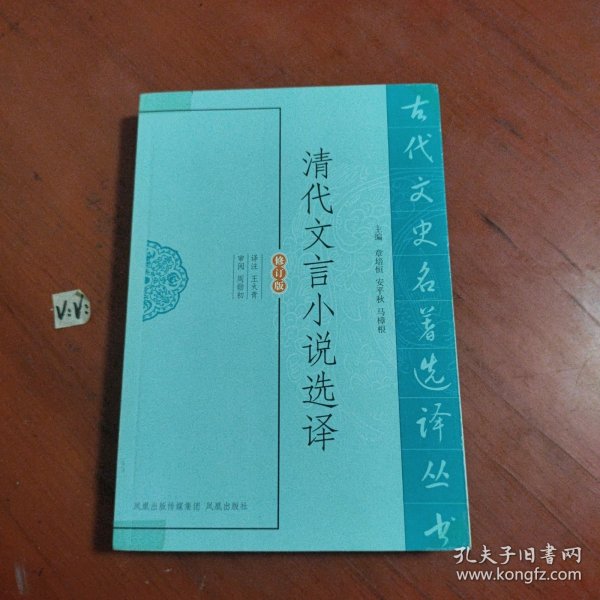 古代文史名著选译丛书
主编 章培恒 安平秋 马樟根
清代文言小说选译
修订版
译注 王火青
审阅 周勋初
凤凰出版传媒集团 凤凰出版社
V:V:
孔夫子旧书网
www.kongfz.com